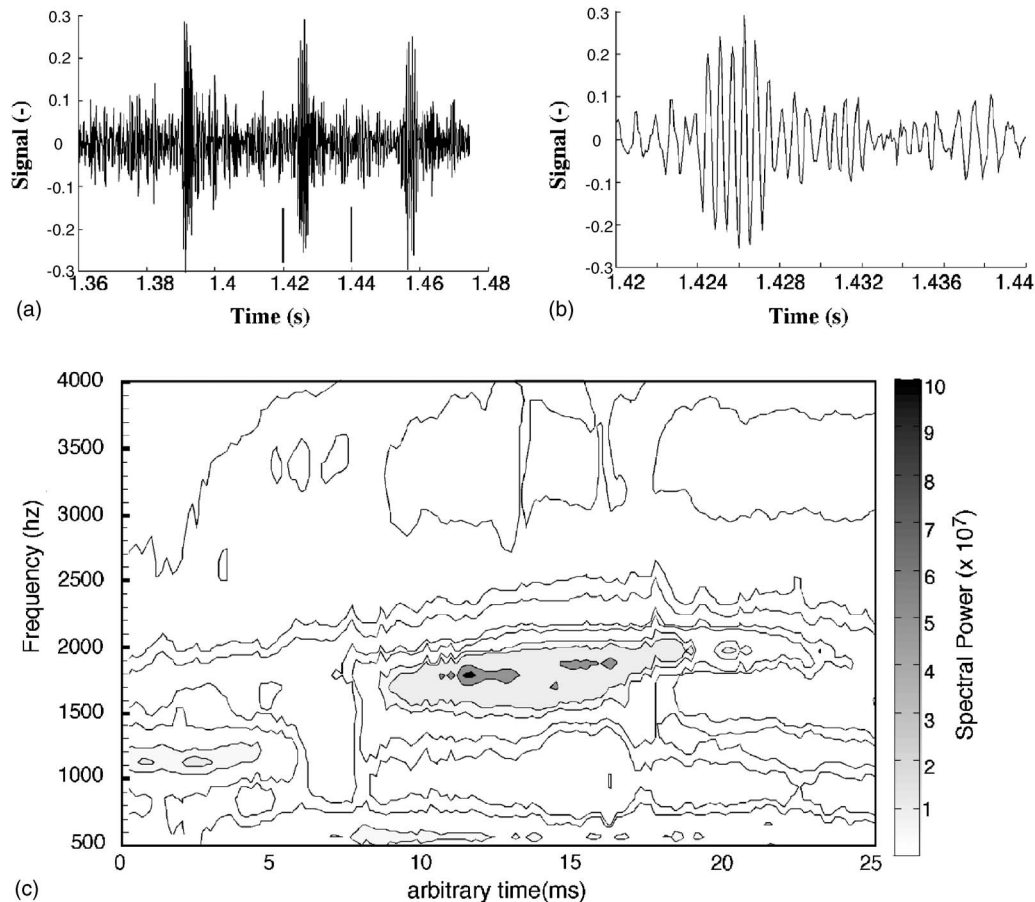 0.3
0.2
0.1
0
-0.1
-0.2
-0.3
Signal (-)
1.36 1.38 1.4 1.42 1.44 1.46 1.48
(a) Time (s)
0.3
0.2
0.1
0
-0.1
-0.2
-0.3
Signal (-)
1.42 1.424 1.428 1.432 1.436 1.44
(b) Time (s)
4000
3500
3000
2500
2000
1500
1000
500
Frequency (hz)
0 5 10 15 20 25
arbitrary time(ms)
(c)
10
9
8
7
6
5
4
3
2
1
Spectral Power (x 10⁷)